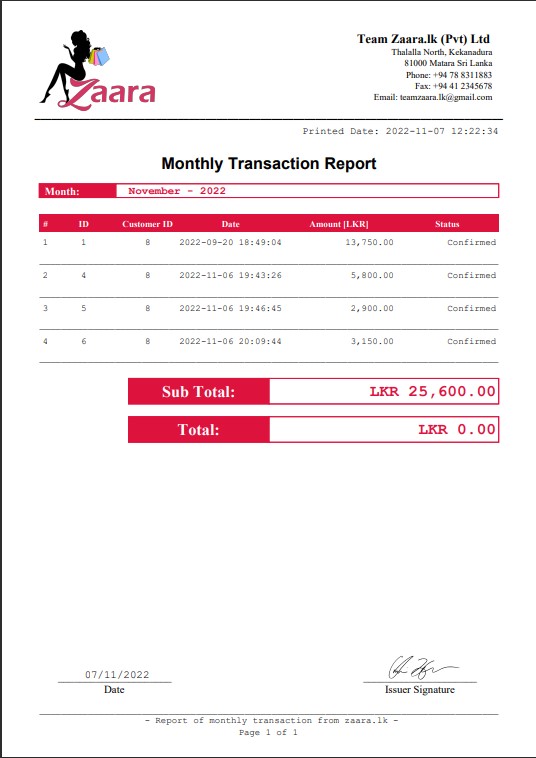 Zaara
Team Zaara.lk (Pvt) Ltd
Thalalla North, Kekanadura
81000 Matara Sri Lanka
Phone: +94 78 8311883
Fax: +94 41 2345678
Email: teamzaara.lk@gmail.com
Printed Date: 2022-11-07 12:22:34
Monthly Transaction Report
Month: November - 2022
# ID Customer ID Date Amount [LKR] Status
1 1 8 2022-09-20 18:49:04 13,750.00 Confirmed
2 4 8 2022-11-06 19:43:26 5,800.00 Confirmed
3 5 8 2022-11-06 19:46:45 2,900.00 Confirmed
4 6 8 2022-11-06 20:09:44 3,150.00 Confirmed
Sub Total: LKR 25,600.00
Total: LKR 0.00
07/11/2022
Date Issuer Signature
- Report of monthly transaction from zaara.lk -
Page 1 of 1